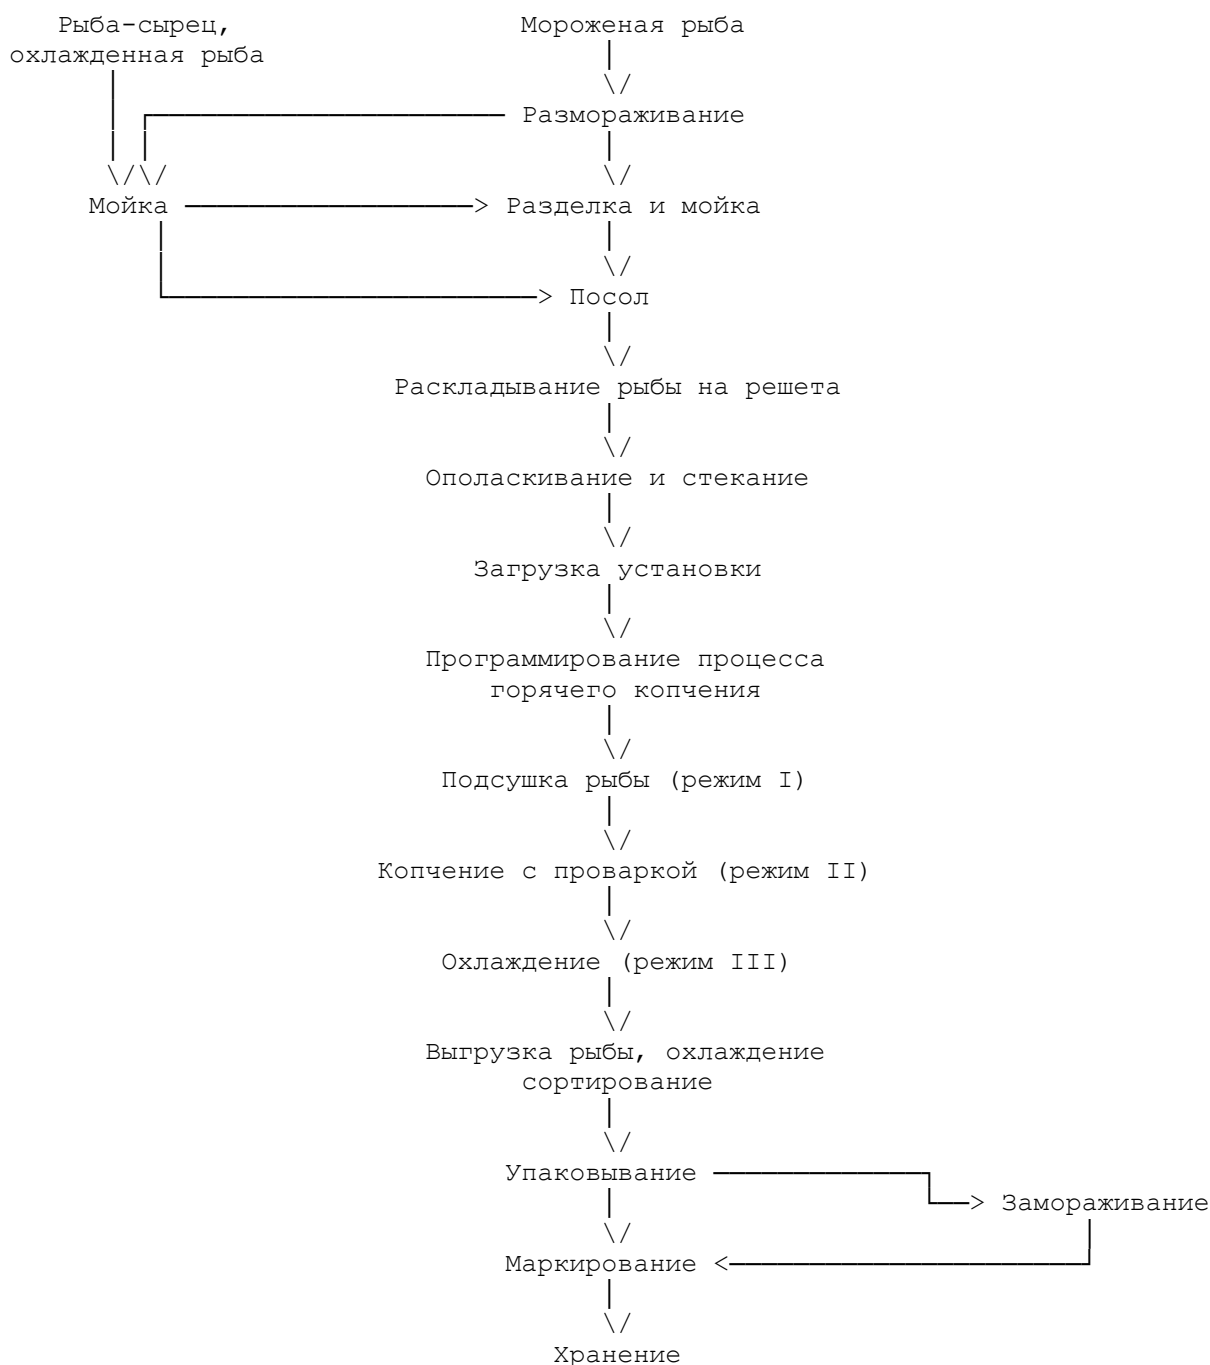 Рыба-сырец,
охлажденная рыба
Мороженая рыба
Размораживание
Мойка
Разделка и мойка
Посол
Раскладывание рыбы на решета
Ополаскивание и стекание
Загрузка установки
Программирование процесса
горячего копчения
Подсушка рыбы (режим I)
Копчение с проваркой (режим II)
Охлаждение (режим III)
Выгрузка рыбы, охлаждение
сортирование
Упаковывание
Замораживание
Маркирование
Хранение